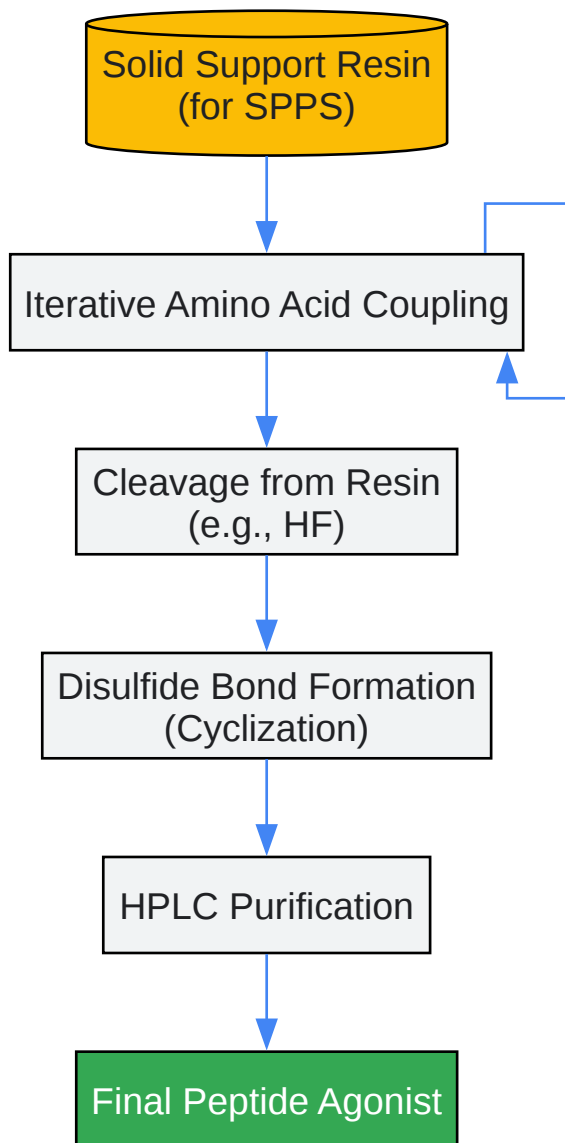 Solid Support Resin
(for SPPS)
Iterative Amino Acid Coupling
Cleavage from Resin
(e.g., HF)
Disulfide Bond Formation
(Cyclization)
HPLC Purification
Final Peptide Agonist